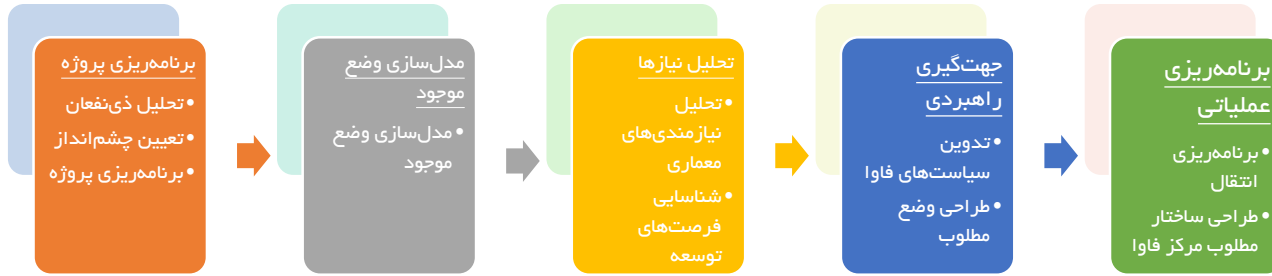 برنامه‌ریزی پروژه
• تحلیل ذی‌نفعان
• تعیین چشم‌انداز
• برنامه‌ریزی پروژه
مدل‌سازی وضع
موجود
• مدل‌سازی وضع
موجود
تحلیل نیازها
• تحلیل
نیازمندی‌های
معماری
• شناسایی
فرصت‌های
توسعه
جهت‌گیری
راهبردی
• تدوین
سیاست‌های فاوا
• طراحی وضع
مطلوب
برنامه‌ریزی
عملیاتی
• برنامه‌ریزی
انتقال
• طراحی ساختار
مطلوب مرکز فاوا